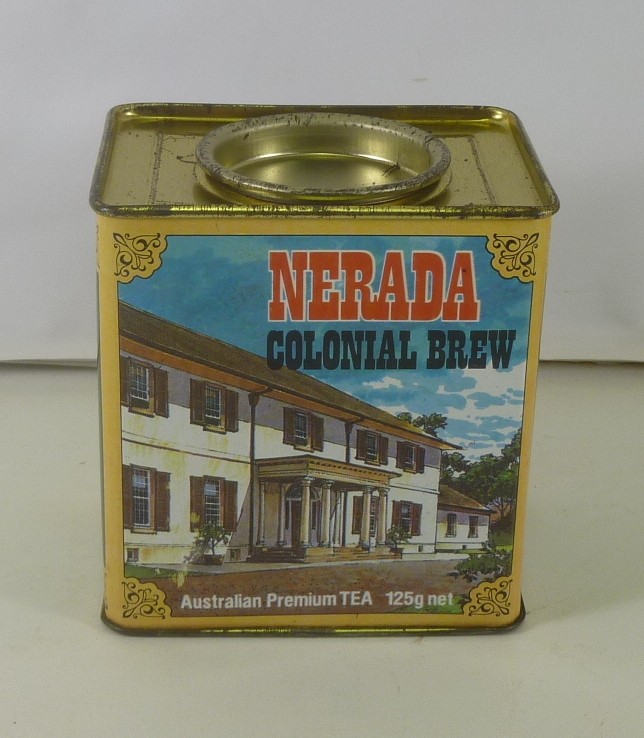 NERADA
COLONIAL BREW
Australian Premium TEA 125g net